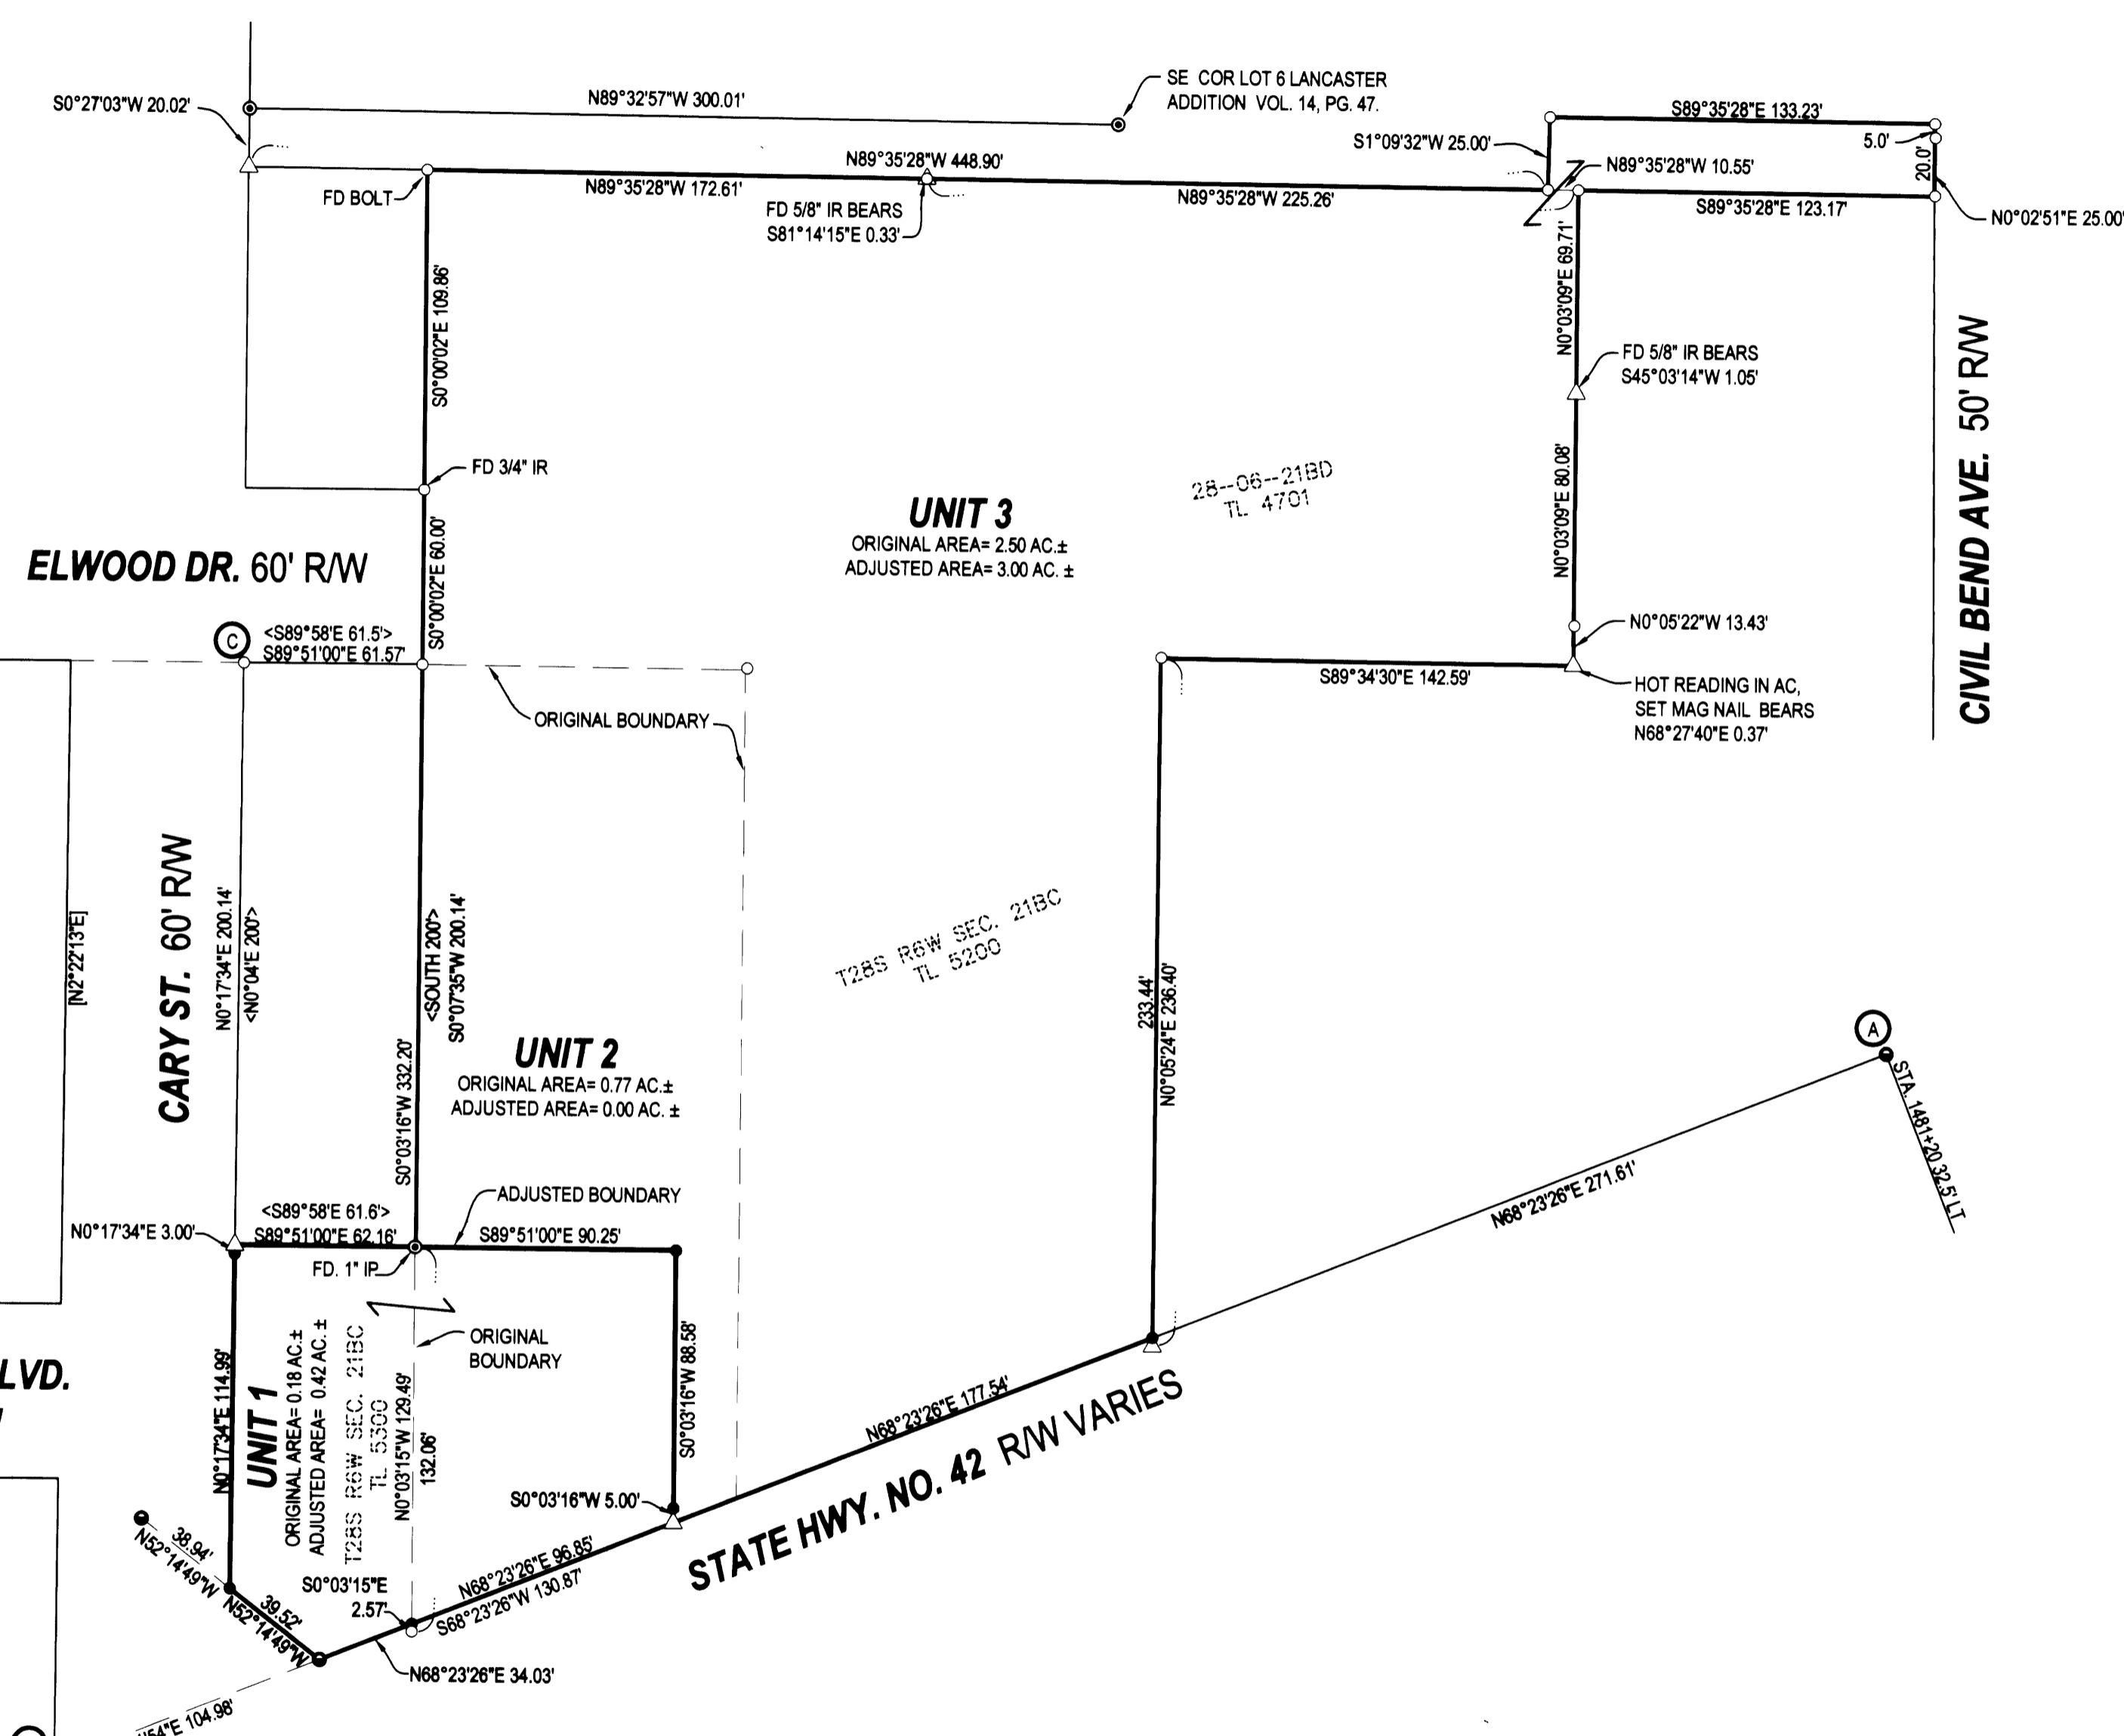 S0°27'03"W 20.02'
N89°32'57"W 300.01'
SE COR LOT 6 LANCASTER
ADDITION VOL. 14, PG. 47.
S89°35'28"E 133.23'
5.0'
20.0'
S1°09'32"W 25.00'
N89°35'28"W 10.55'
N89°35'28"W 448.90'
FD BOLT
N89°35'28"W 172.61'
FD 5/8" IR BEARS
S81°14'15"E 0.33'
N89°35'28"W 225.26'
S89°35'28"E 123.17'
N0°02'51"E 25.00'
S0°00'02"E 109.86'
N0°03'09"E 69.71'
FD 5/8" IR BEARS
S45°03'14"W 1.05'
CIVIL BEND AVE. 50' R/W
FD 3/4" IR
28--06--21BD
TL 4701
UNIT 3
ORIGINAL AREA= 2.50 AC.±
ADJUSTED AREA= 3.00 AC. ±
N0°03'09"E 80.08'
ELWOOD DR. 60' R/W
S0°00'02"E 60.00'
C
<S89°58'E 61.5'>
S89°51'00"E 61.57'
N0°05'22"W 13.43'
S89°34'30"E 142.59'
HOT READING IN AC,
SET MAG NAIL BEARS
N68°27'40"E 0.37'
ORIGINAL BOUNDARY
[N2°22'13"E]
CARY ST. 60' R/W
N0°17'34"E 200.14'
<N0°04'E 200'>
<SOUTH 200'>
S0°07'35"W 200.14'
S0°03'16"W 332.20'
T28S R6W SEC. 21BC
TL 5200
233.44'
N0°05'24"E 236.40'
A
STA. 1481+20 32.5' LT
UNIT 2
ORIGINAL AREA= 0.77 AC.±
ADJUSTED AREA= 0.00 AC. ±
N68°23'26"E 271.61'
ADJUSTED BOUNDARY
<S89°58'E 61.6'>
N0°17'34"E 3.00'
S89°51'00"E 62.16'
S89°51'00"E 90.25'
FD. 1" IP
ORIGINAL
BOUNDARY
LVD.
N0°17'34"E 114.99'
UNIT 1
ORIGINAL AREA= 0.18 AC.±
ADJUSTED AREA= 0.42 AC. ±
T28S R6W SEC. 21BC
TL 5300
N0°03'15"W 129.49'
132.06'
S0°03'16"W 88.58'
N68°23'26"E 177.54'
STATE HWY. NO. 42 R/W VARIES
S0°03'16"W 5.00'
38.94'
N52°14'49"W
39.52'
N52°14'49"W
S0°03'15"E
2.57'
N68°23'26"E 96.85'
S68°23'26"W 130.87'
N68°23'26"E 34.03'
54"E 104.98'